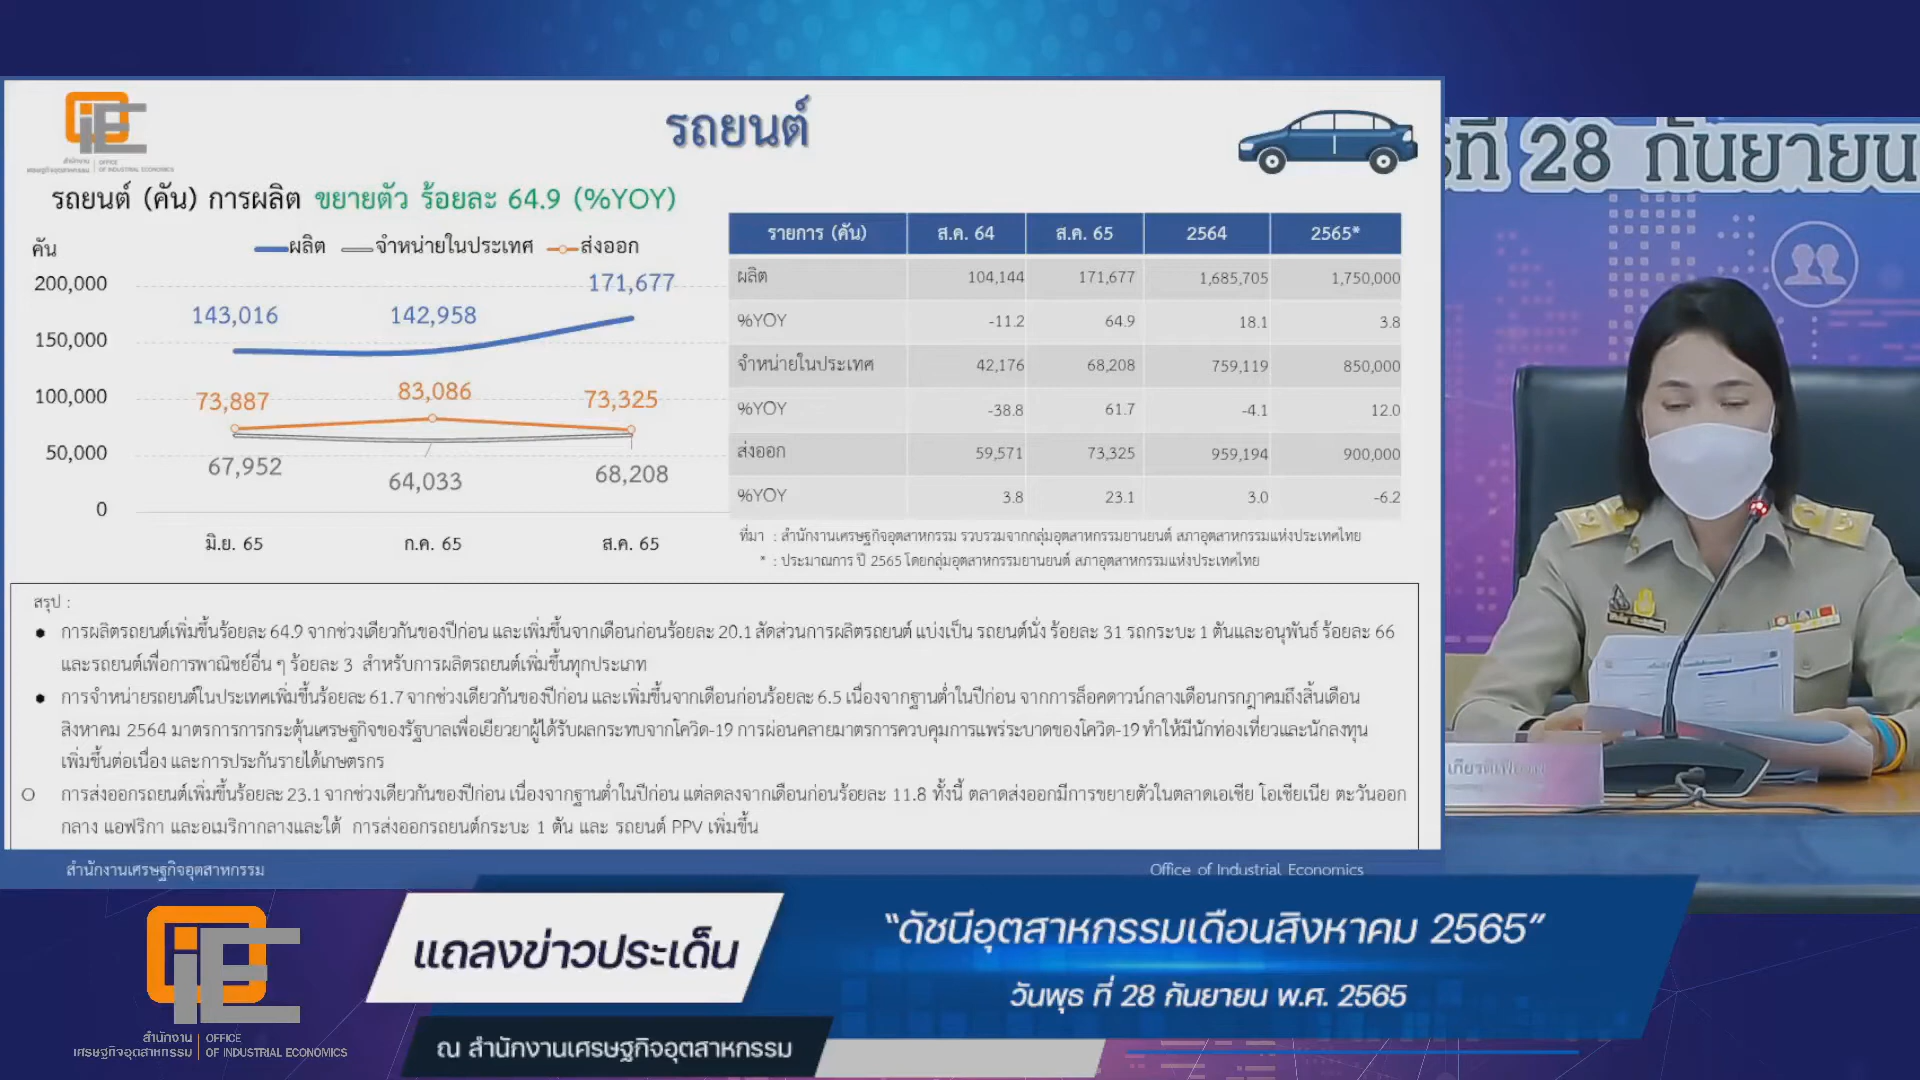 iEC
สำนักงาน
เศรษฐกิจอุตสาหกรรม
OFFICE
OF INDUSTRIAL ECONOMICS
รถยนต์
รถยนต์ (คัน) การผลิต ขยายตัว ร้อยละ 64.9 (%YOY)
คัน
ผลิต จำหน่ายในประเทศ ส่งออก
200,000
150,000
100,000
50,000
0
143,016 142,958 171,677
73,887 83,086 73,325
67,952 64,033 68,208
มิ.ย. 65 ก.ค. 65 ส.ค. 65
รายการ (คัน) ส.ค. 64 ส.ค. 65 2564 2565*
ผลิต 104,144 171,677 1,685,705 1,750,000
%YOY -11.2 64.9 18.1 3.8
จำหน่ายในประเทศ 42,176 68,208 759,119 850,000
%YOY -38.8 61.7 -4.1 12.0
ส่งออก 59,571 73,325 959,194 900,000
%YOY 3.8 23.1 3.0 -6.2
ที่มา : สำนักงานเศรษฐกิจอุตสาหกรรม รวบรวมจากกลุ่มอุตสาหกรรมยานยนต์ สภาอุตสาหกรรมแห่งประเทศไทย
* : ประมาณการ ปี 2565 โดยกลุ่มอุตสาหกรรมยานยนต์ สภาอุตสาหกรรมแห่งประเทศไทย
สรุป :
● การผลิตรถยนต์เพิ่มขึ้นร้อยละ 64.9 จากช่วงเดียวกันของปีก่อน และเพิ่มขึ้นจากเดือนก่อนร้อยละ 20.1 สัดส่วนการผลิตรถยนต์ แบ่งเป็น รถยนต์นั่ง ร้อยละ 31 รถกระบะ 1 ตันและอนุพันธ์ ร้อยละ 66
และรถยนต์เพื่อการพาณิชย์อื่น ๆ ร้อยละ 3 สำหรับการผลิตรถยนต์เพิ่มขึ้นทุกประเภท
● การจำหน่ายรถยนต์ในประเทศเพิ่มขึ้นร้อยละ 61.7 จากช่วงเดียวกันของปีก่อน และเพิ่มขึ้นจากเดือนก่อนร้อยละ 6.5 เนื่องจากฐานต่ำในปีก่อน จากการล็อคดาวน์กลางเดือนกรกฎาคมถึงสิ้นเดือน
สิงหาคม 2564 มาตรการการกระตุ้นเศรษฐกิจของรัฐบาลเพื่อเยียวยาผู้ได้รับผลกระทบจากโควิด-19 การผ่อนคลายมาตรการควบคุมการแพร่ระบาดของโควิด-19 ทำให้มีนักท่องเที่ยวและนักลงทุน
เพิ่มขึ้นต่อเนื่อง และการประกันรายได้เกษตรกร
○ การส่งออกรถยนต์เพิ่มขึ้นร้อยละ 23.1 จากช่วงเดียวกันของปีก่อน เนื่องจากฐานต่ำในปีก่อน แต่ลดลงจากเดือนก่อนร้อยละ 11.8 ทั้งนี้ ตลาดส่งออกมีการขยายตัวในตลาดเอเชีย โอเชียเนีย ตะวันออก
กลาง แอฟริกา และอเมริกากลางและใต้ การส่งออกรถยนต์กระบะ 1 ตัน และ รถยนต์ PPV เพิ่มขึ้น
สำนักงานเศรษฐกิจอุตสาหกรรม Office of Industrial Economics
ที่ 28 กันยายน
แถลงข่าวประเด็น
“ดัชนีอุตสาหกรรมเดือนสิงหาคม 2565”
วันพุธ ที่ 28 กันยายน พ.ศ. 2565
ณ สำนักงานเศรษฐกิจอุตสาหกรรม
iEC
สำนักงาน
เศรษฐกิจอุตสาหกรรม
OFFICE
OF INDUSTRIAL ECONOMICS